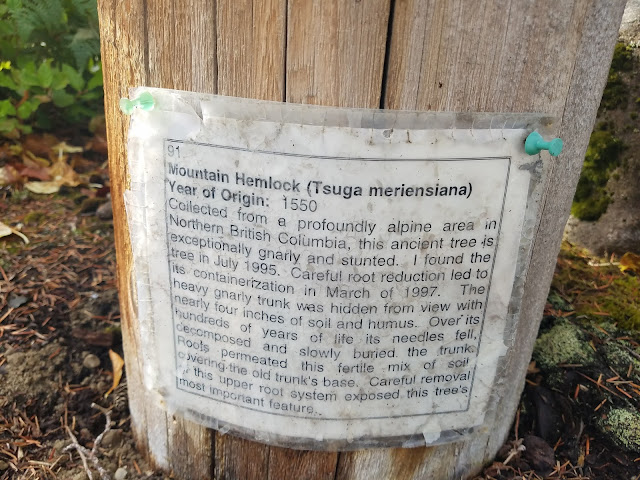 91
Mountain Hemlock (Tsuga meriensiana)
Year of Origin: 1550
Collected from a profoundly alpine area in
Northern British Columbia, this ancient tree is
exceptionally gnarly and stunted. I found the
tree in July 1995. Careful root reduction led to
its containerization in March of 1997. The
heavy gnarly trunk was hidden from view with
nearly four inches of soil and humus. Over its
hundreds of years of life its needles fell,
decomposed and slowly buried the trunk.
Roots permeated this fertile mix of soil
covering the old trunk's base. Careful removal
this upper root system exposed this tree's
most important feature.